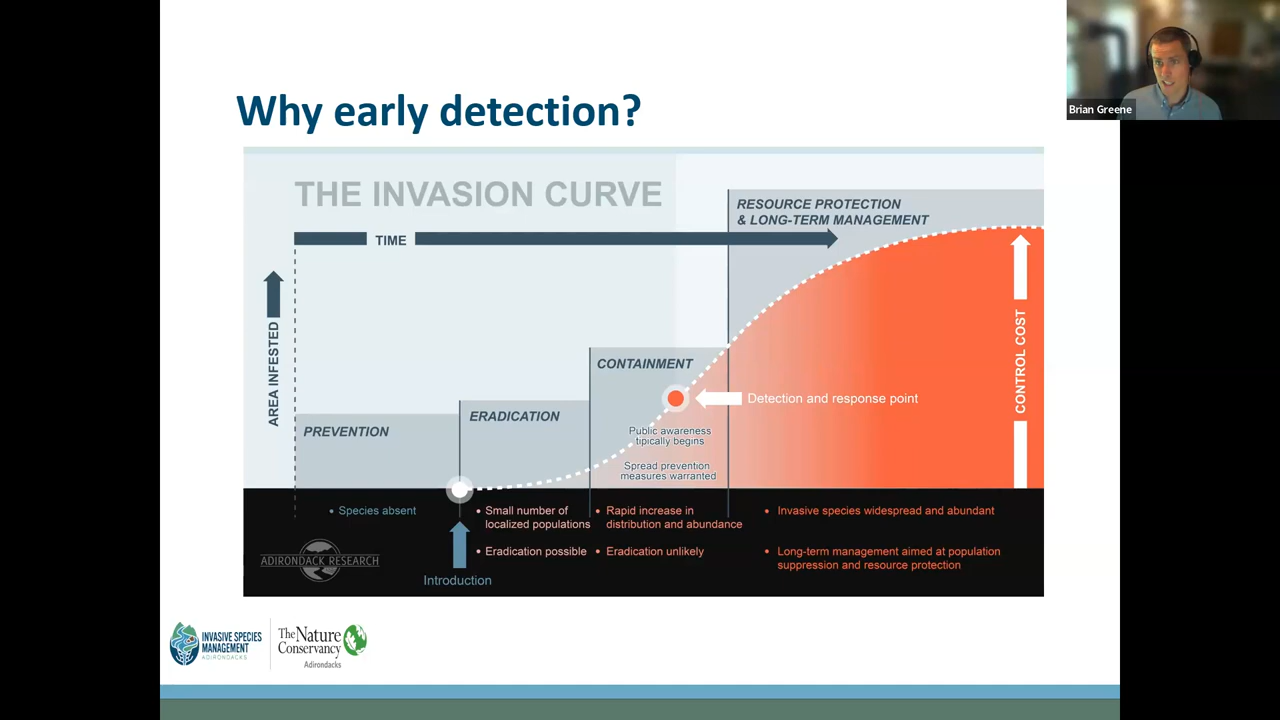 Brian Greene
Why early detection?
THE INVASION CURVE
TIME
AREA INFESTED
RESOURCE PROTECTION
& LONG-TERM MANAGEMENT
CONTAINMENT
ERADICATION
PREVENTION
Detection and response point
CONTROL COST
Public awareness
tipically begins
Spread prevention
measures warranted
• Species absent
• Small number of
localized populations
• Eradication possible
• Rapid increase in
distribution and abundance
• Eradication unlikely
• Invasive species widespread and abundant
• Long-term management aimed at population
suppression and resource protection
Introduction
ADIRONDACK RESEARCH
INVASIVE SPECIES
MANAGEMENT
ADIRONDACKS
The Nature
Conservancy
Adirondacks